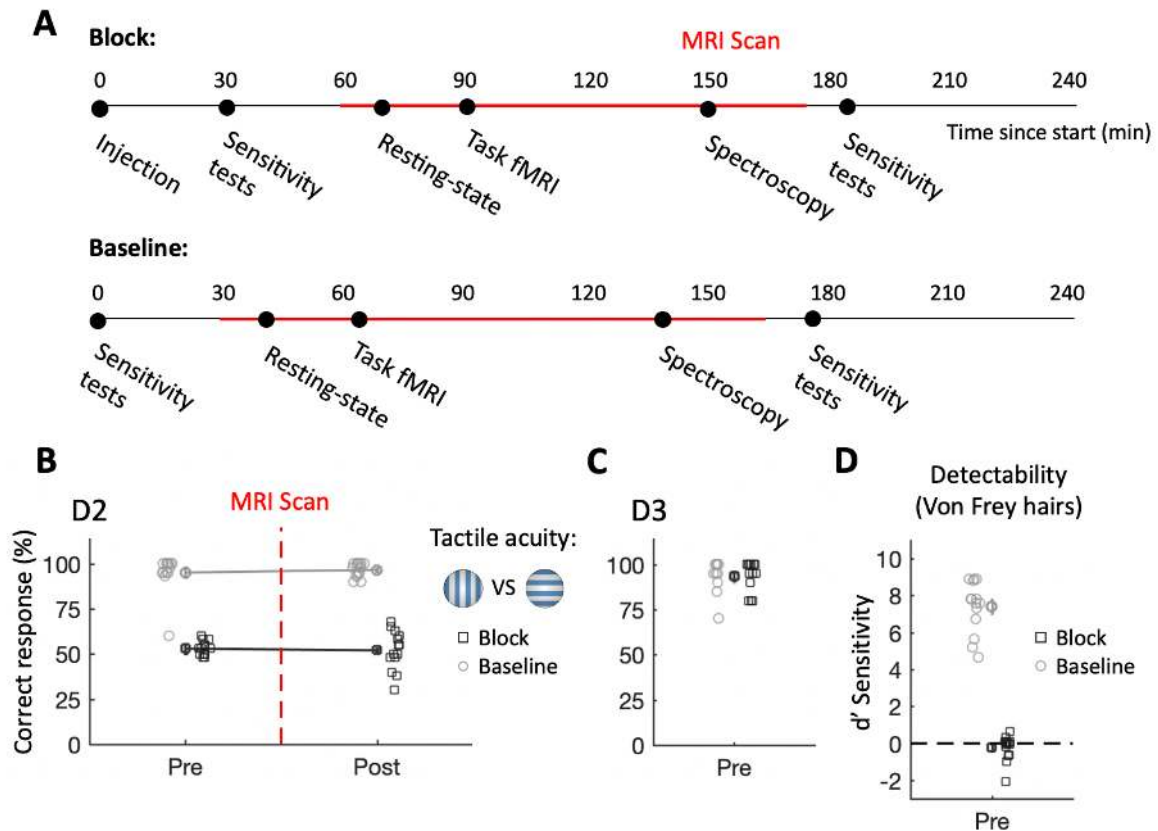 A
Block:
MRI Scan
0 30 60 90 120 150 180 210 240
Time since start (min)
Injection
Sensitivity
tests
Resting-state
Task fMRI
Spectroscopy
Sensitivity
tests
Baseline:
0 30 60 90 120 150 180 210 240
Sensitivity
tests
Resting-state
Task fMRI
Spectroscopy
Sensitivity
tests
B
D2
MRI Scan
Correct response (%)
100
75
50
25
0
Pre Post
Tactile acuity:
VS
Block
Baseline
C
D3
100
75
50
25
0
Pre
D
Detectability
(Von Frey hairs)
d' Sensitivity
10
8
6
4
2
0
-2
Block
Baseline
Pre